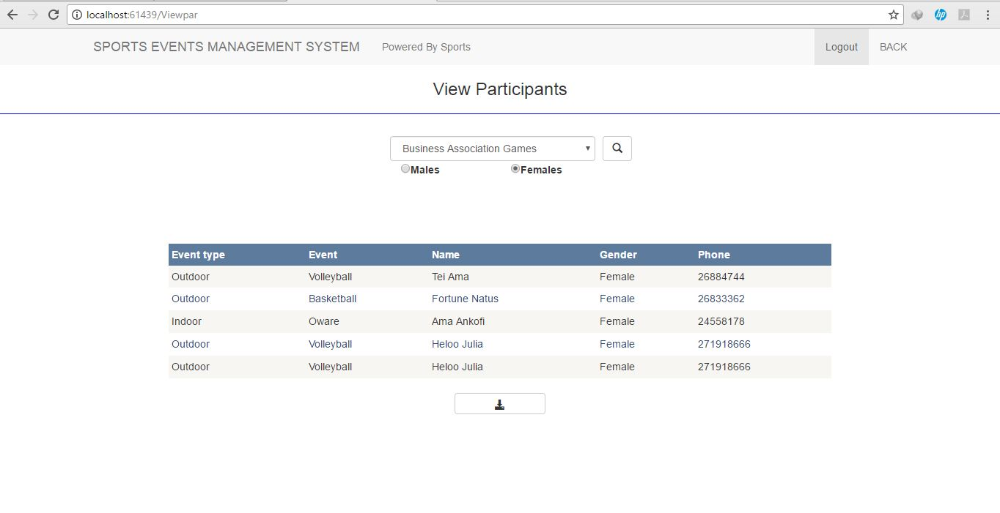 localhost:61439/Viewpar
SPORTS EVENTS MANAGEMENT SYSTEM Powered By Sports Logout BACK
View Participants
Business Association Games
Males Females
Event type Event Name Gender Phone
Outdoor Volleyball Tei Ama Female 26884744
Outdoor Basketball Fortune Natus Female 26833362
Indoor Oware Ama Ankofi Female 24558178
Outdoor Volleyball Heloo Julia Female 271918666
Outdoor Volleyball Heloo Julia Female 271918666